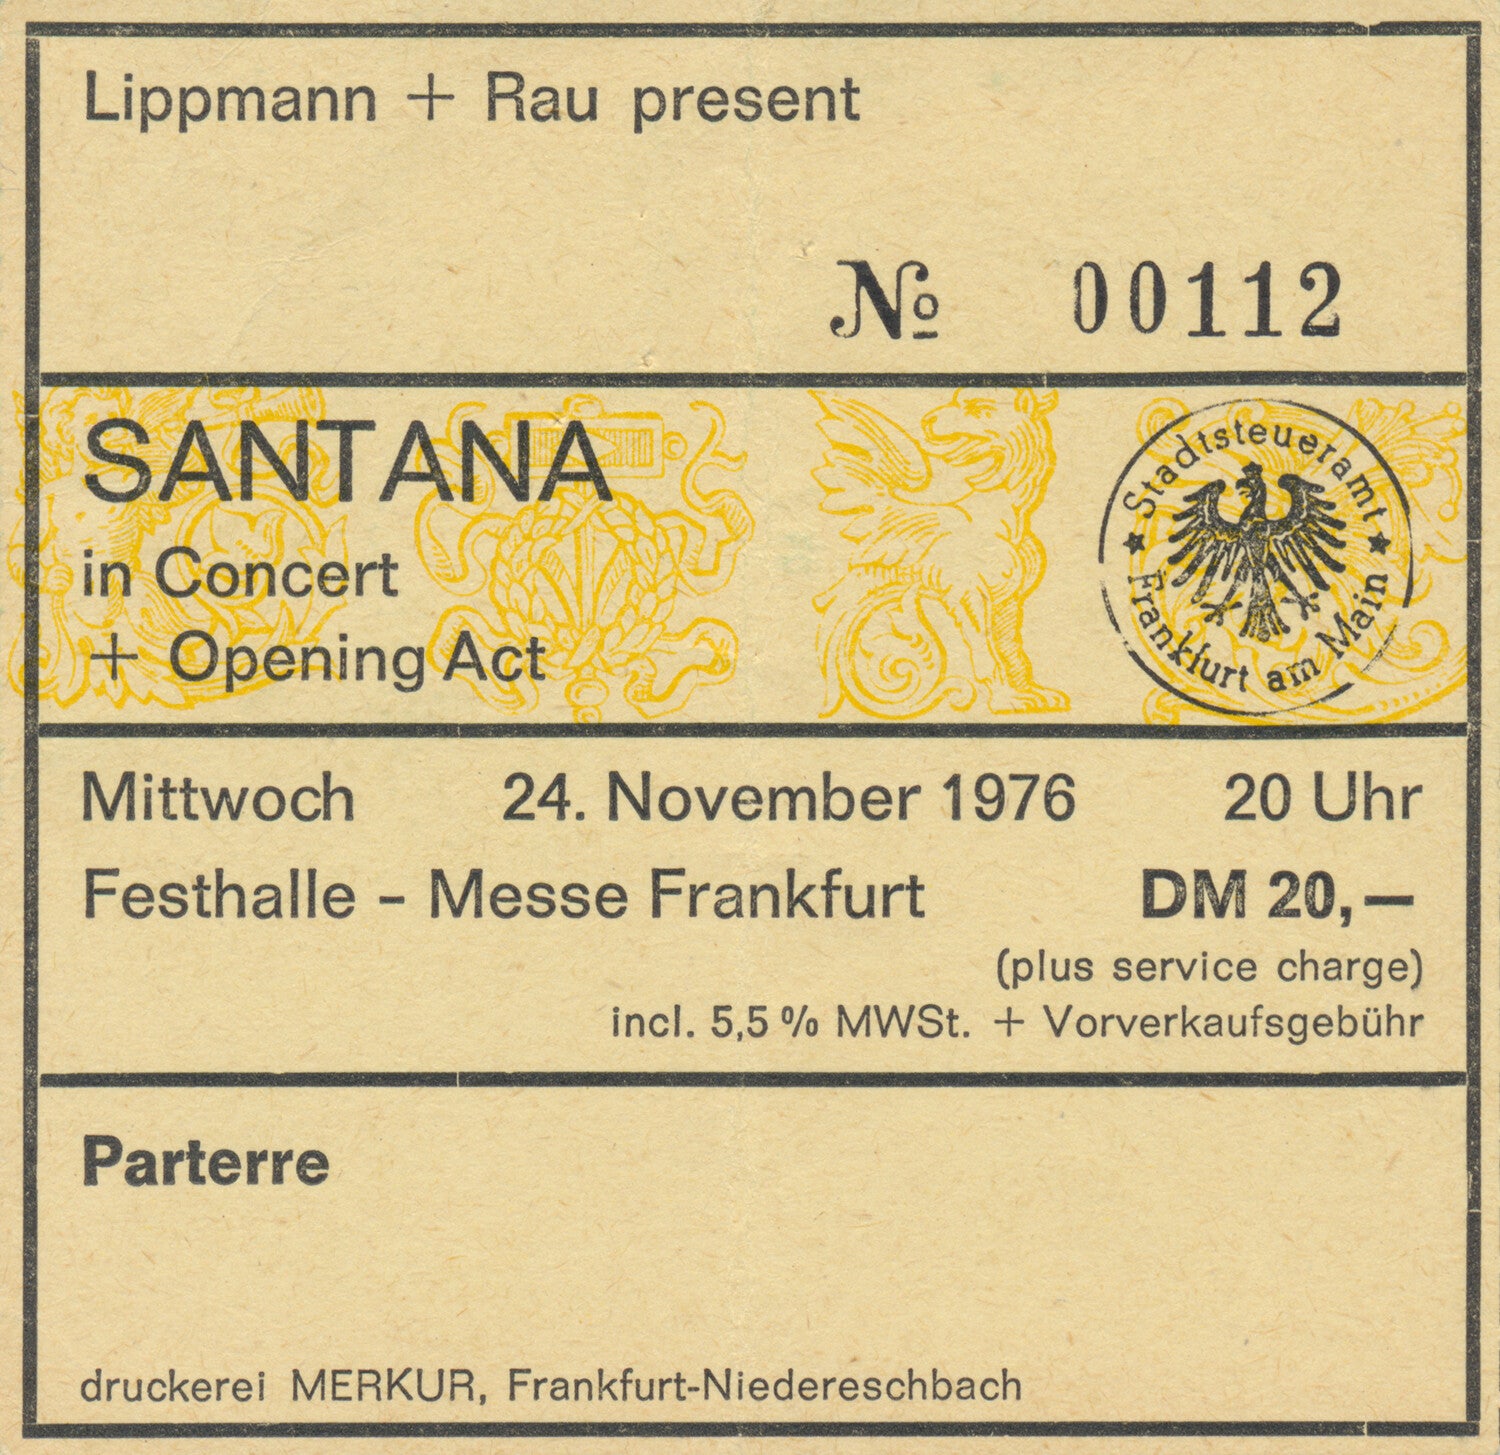 Lippmann + Rau present
№ 00112
SANTANA
in Concert
+ Opening Act
★ Stadtsteueramt ★
Frankfurt am Main
Mittwoch 24. November 1976 20 Uhr
Festhalle - Messe Frankfurt DM 20,—
(plus service charge)
incl. 5,5 % MWSt. + Vorverkaufsgebühr
Parterre
druckerei MERKUR, Frankfurt-Niedereschbach